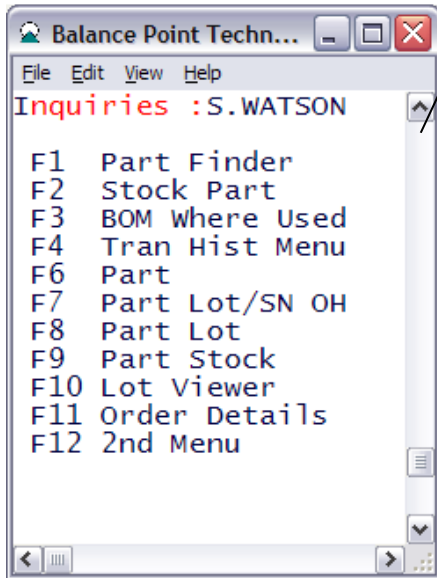 Balance Point Techn...
File Edit View Help
Inquiries :S.WATSON
F1 Part Finder
F2 Stock Part
F3 BOM Where Used
F4 Tran Hist Menu
F6 Part
F7 Part Lot/SN OH
F8 Part Lot
F9 Part Stock
F10 Lot Viewer
F11 Order Details
F12 2nd Menu